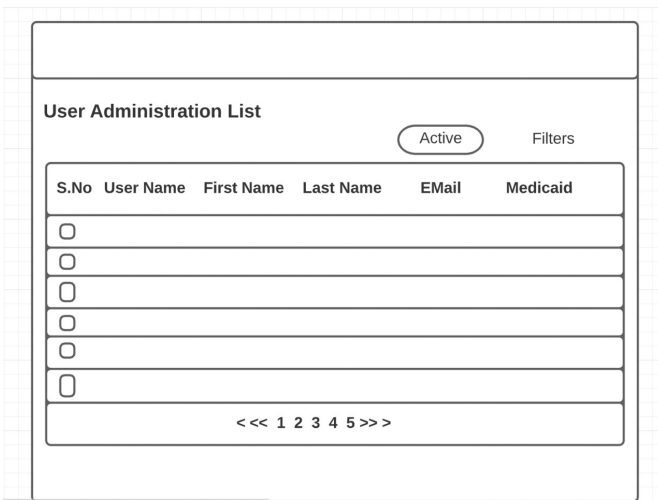 User Administration List
Active Filters
S.No User Name First Name Last Name EMail Medicaid
< << 1 2 3 4 5 >> >